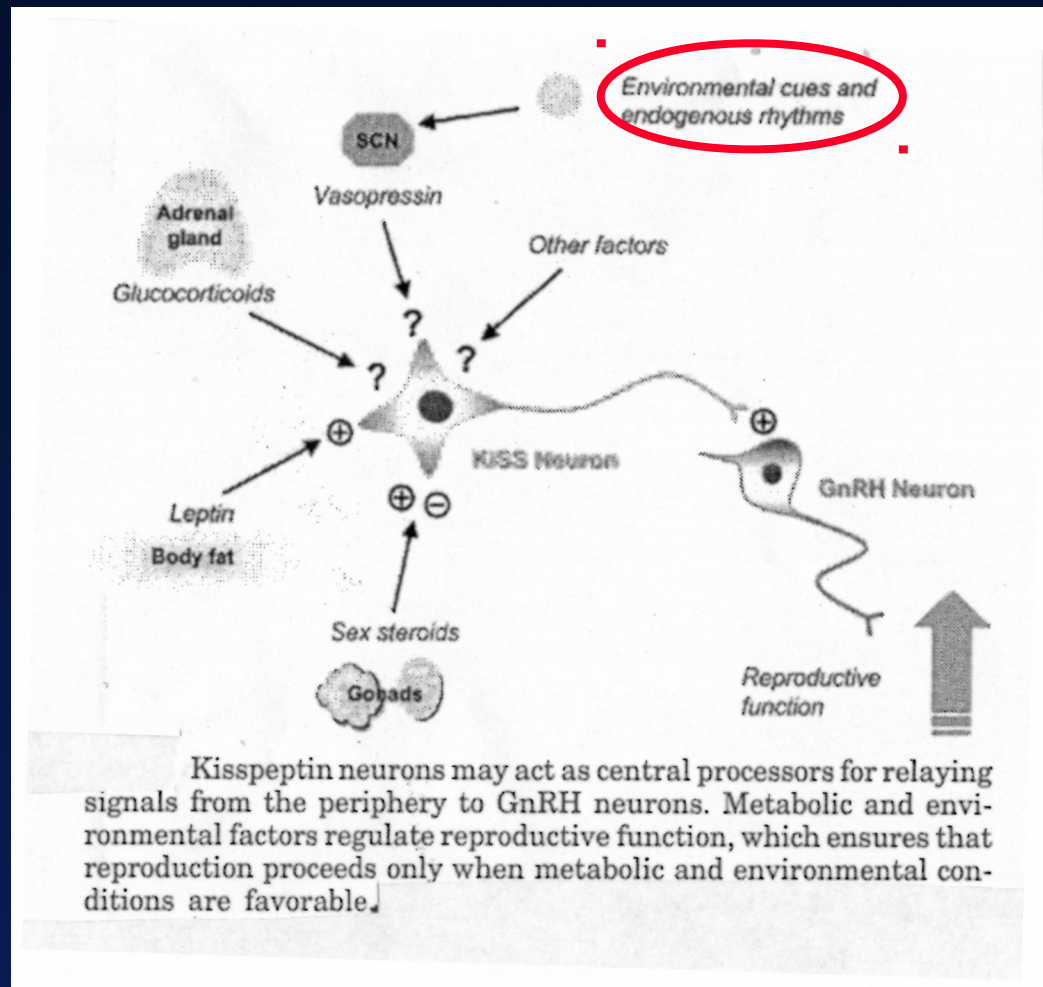 Environmental cues and
endogenous rhythms
SCN
Vasopressin
Adrenal
gland
Other factors
Glucocorticoids
?
?
?
+
+
KiSS Neuron
GnRH Neuron
+ −
Leptin
Body fat
Sex steroids
Gonads
Reproductive
function
Kisspeptin neurons may act as central processors for relaying
signals from the periphery to GnRH neurons. Metabolic and envi-
ronmental factors regulate reproductive function, which ensures that
reproduction proceeds only when metabolic and environmental con-
ditions are favorable.